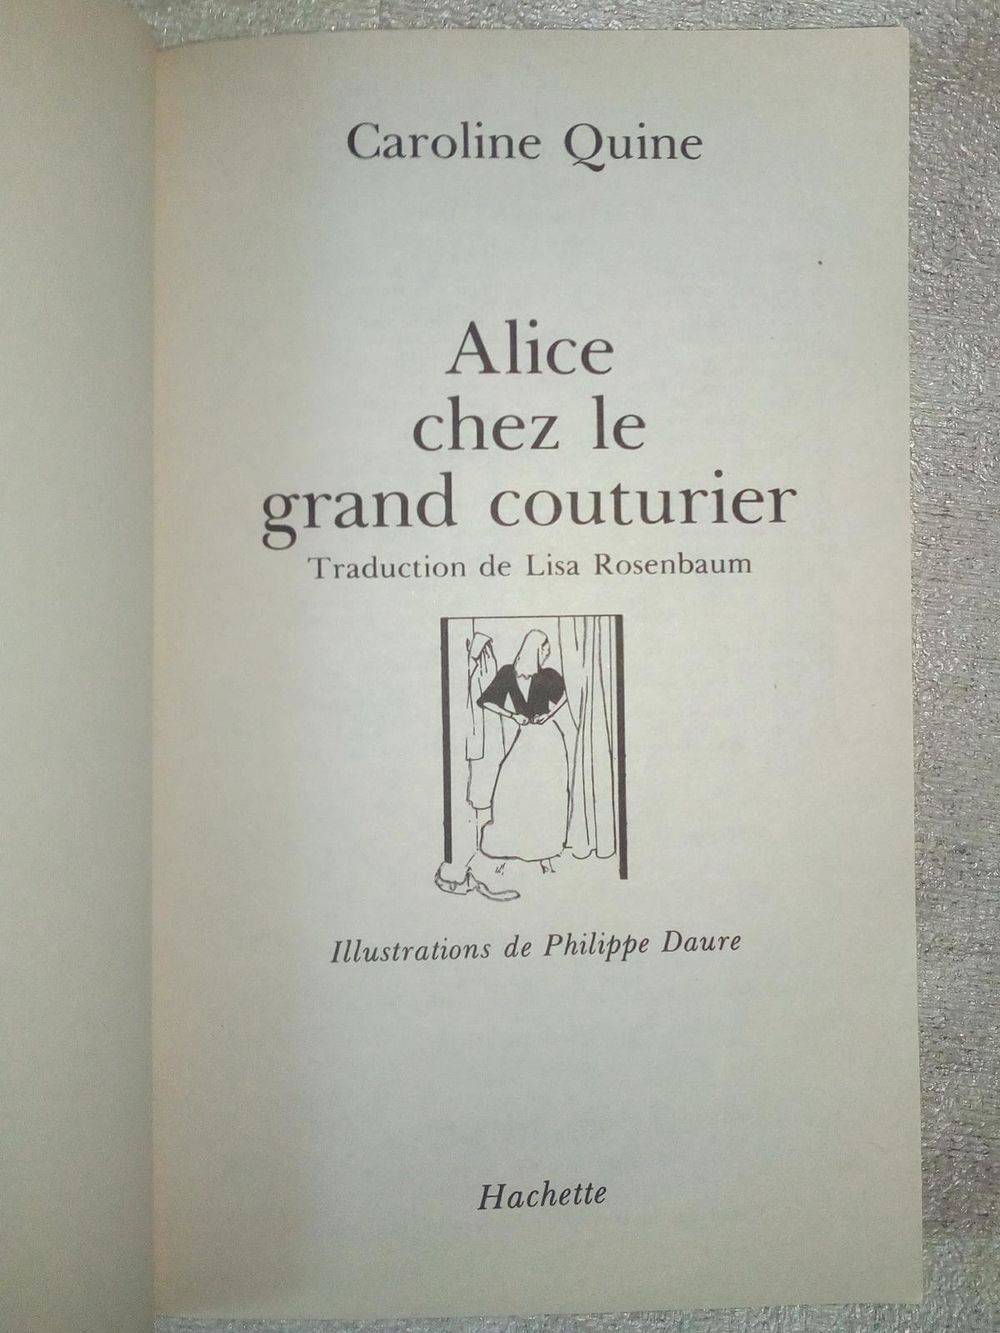 Caroline Quine
Alice
chez le
grand couturier
Traduction de Lisa Rosenbaum
Illustrations de Philippe Daure
Hachette